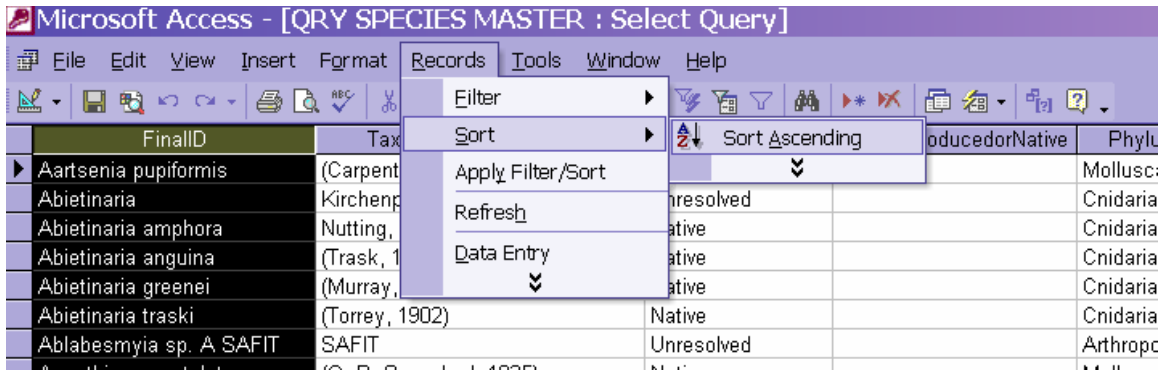 Microsoft Access - [QRY SPECIES MASTER : Select Query]
File Edit View Insert Format Records Tools Window Help
Filter
Sort
Sort Ascending
Apply Filter/Sort
Refresh
Data Entry
FinalID Tax oducedorNative Phylu
Aartsenia pupiformis (Carpent Mollusca
Abietinaria Kirchenp nresolved Cnidaria
Abietinaria amphora Nutting, ative Cnidaria
Abietinaria anguina (Trask, 1 ative Cnidaria
Abietinaria greenei (Murray, ative Cnidaria
Abietinaria traski (Torrey, 1902) Native Cnidaria
Ablabesmyia sp. A SAFIT SAFIT Unresolved Arthropo